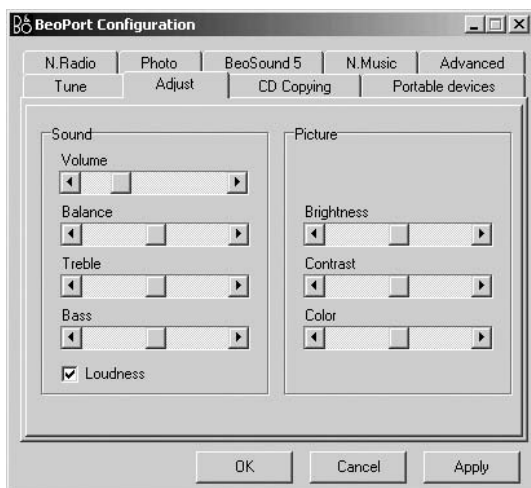 BeoPort Configuration
N.Radio Photo BeoSound 5 N.Music Advanced
Tune Adjust CD Copying Portable devices
Sound Picture
Volume
Balance Brightness
Treble Contrast
Bass Color
Loudness
OK Cancel Apply